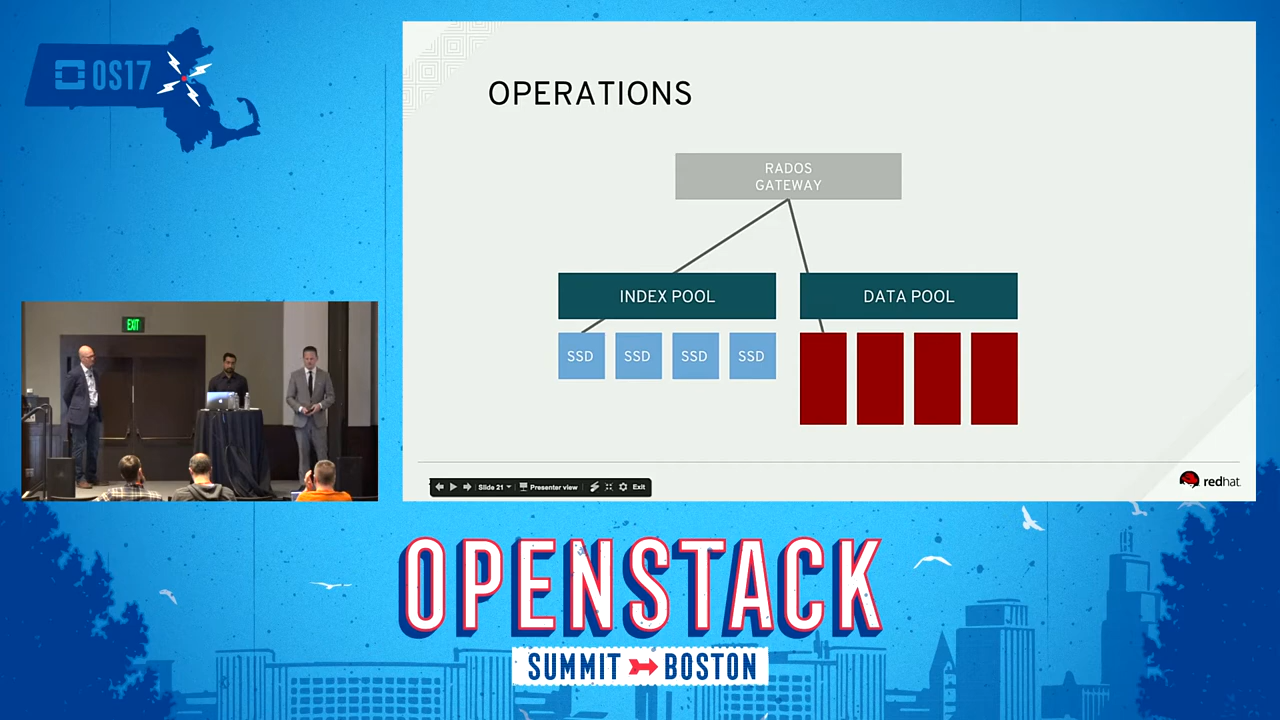 OS17
OPERATIONS
RADOS
GATEWAY
INDEX POOL
DATA POOL
SSD
SSD
SSD
SSD
EXIT
Slide 21
Presenter view
Exit
redhat.
OPENSTACK
SUMMIT BOSTON